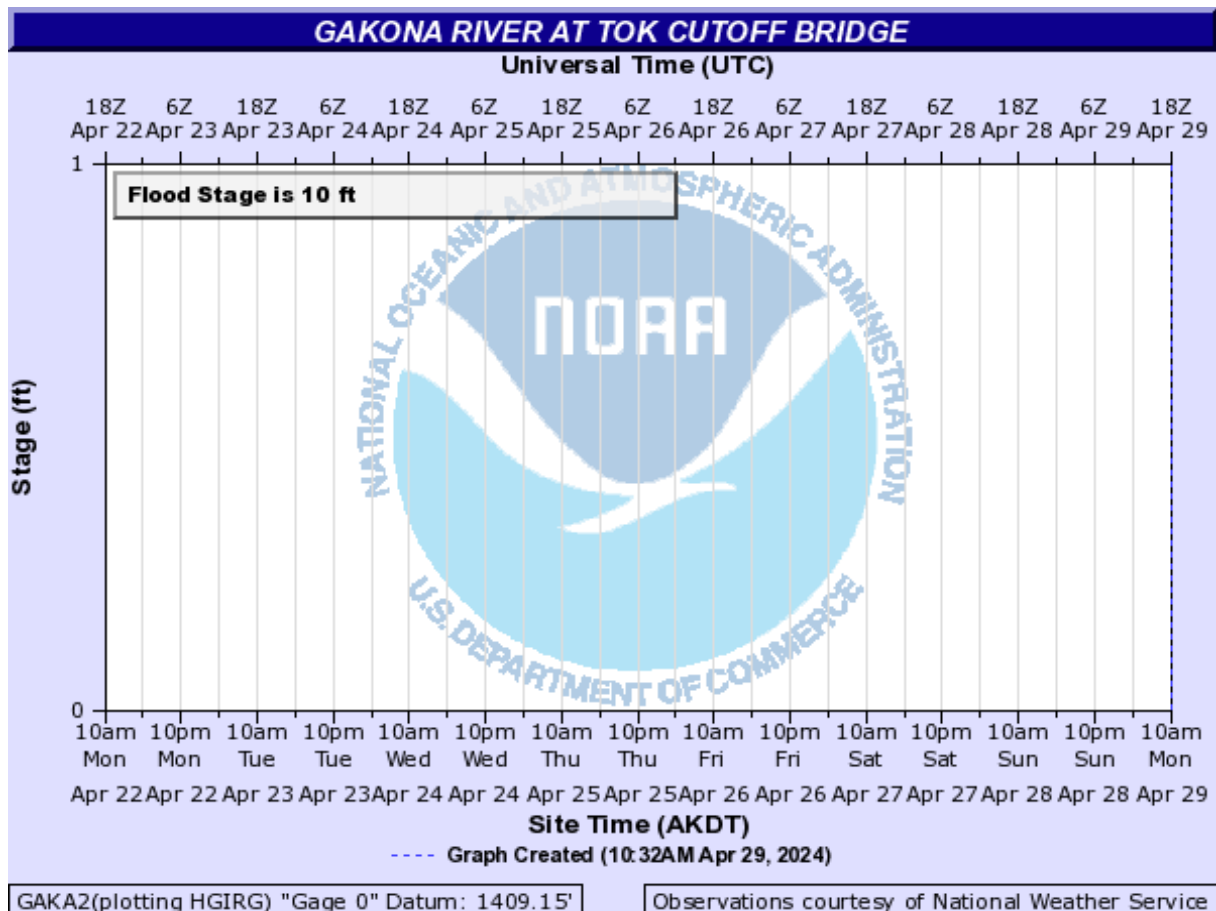 GAKONA RIVER AT TOK CUTOFF BRIDGE
Universal Time (UTC)
18Z 6Z 18Z 6Z 18Z 6Z 18Z 6Z 18Z 6Z 18Z 6Z 18Z 6Z 18Z
Apr 22 Apr 23 Apr 23 Apr 24 Apr 24 Apr 25 Apr 25 Apr 26 Apr 26 Apr 27 Apr 27 Apr 28 Apr 28 Apr 29 Apr 29
1
Flood Stage is 10 ft
NATIONAL OCEANIC AND ATMOSPHERIC ADMINISTRATION
NOAA
U.S. DEPARTMENT OF COMMERCE
Stage (ft)
0
10am 10pm 10am 10pm 10am 10pm 10am 10pm 10am 10pm 10am 10pm 10am 10pm 10am
Mon Mon Tue Tue Wed Wed Thu Thu Fri Fri Sat Sat Sun Sun Mon
Apr 22 Apr 22 Apr 23 Apr 23 Apr 24 Apr 24 Apr 25 Apr 25 Apr 26 Apr 26 Apr 27 Apr 27 Apr 28 Apr 28 Apr 29
Site Time (AKDT)
---- Graph Created (10:32AM Apr 29, 2024)
GAKA2(plotting HGIRG) "Gage 0" Datum: 1409.15'
Observations courtesy of National Weather Service